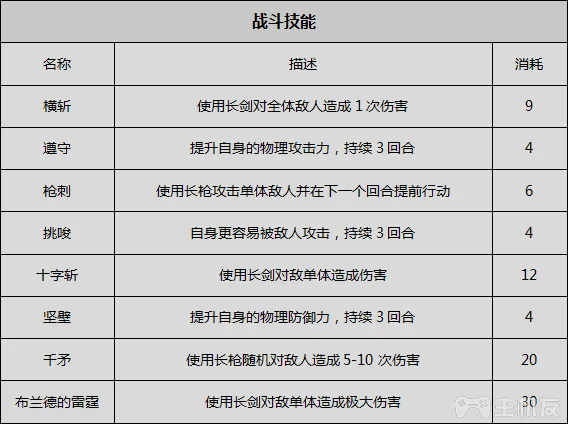 战斗技能
名称 描述 消耗
横斩 使用长剑对全体敌人造成1次伤害 9
遵守 提升自身的物理攻击力，持续3回合 4
枪刺 使用长枪攻击单体敌人并在下一个回合提前行动 6
挑唆 自身更容易被敌人攻击，持续3回合 4
十字斩 使用长剑对敌单体造成伤害 12
坚壁 提升自身的物理防御力，持续3回合 4
千矛 使用长枪随机对敌人造成5-10次伤害 20
布兰德的雷霆 使用长剑对敌单体造成极大伤害 30